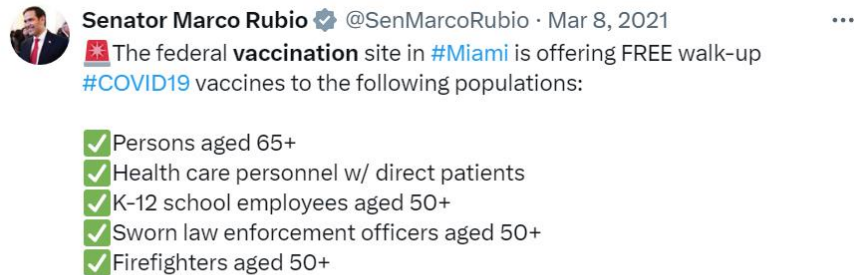 Senator Marco Rubio @SenMarcoRubio · Mar 8, 2021
🚨The federal vaccination site in #Miami is offering FREE walk-up
#COVID19 vaccines to the following populations:
✅Persons aged 65+
✅Health care personnel w/ direct patients
✅K-12 school employees aged 50+
✅Sworn law enforcement officers aged 50+
✅Firefighters aged 50+